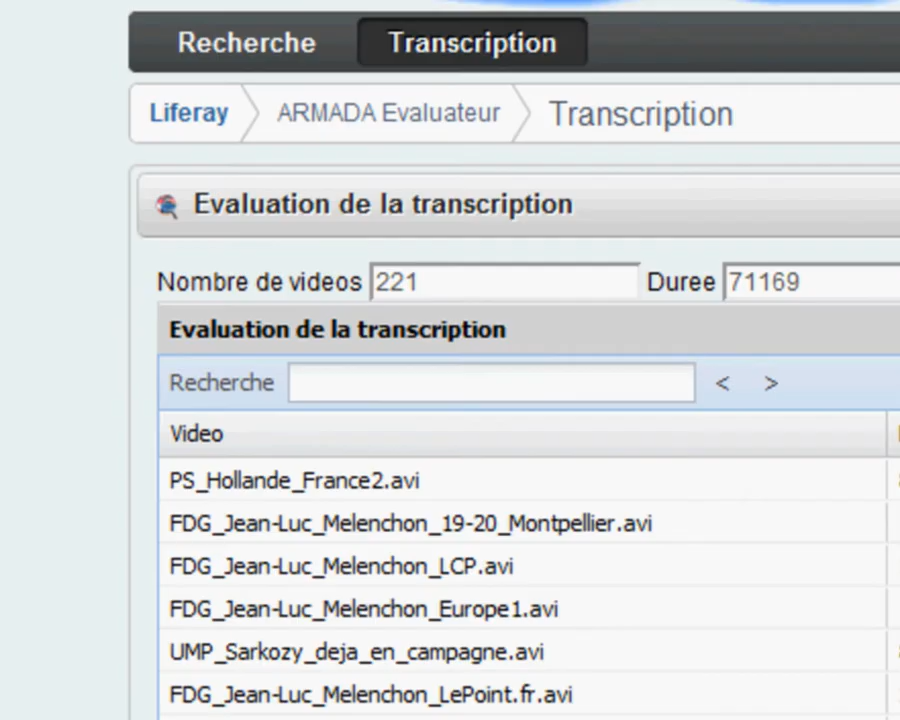 Recherche Transcription
Liferay ARMADA Evaluateur Transcription
Evaluation de la transcription
Nombre de videos 221 Duree 71169
Evaluation de la transcription
Recherche < >
Video
PS_Hollande_France2.avi
FDG_Jean-Luc_Melenchon_19-20_Montpellier.avi
FDG_Jean-Luc_Melenchon_LCP.avi
FDG_Jean-Luc_Melenchon_Europe1.avi
UMP_Sarkozy_deja_en_campagne.avi
FDG_Jean-Luc_Melenchon_LePoint.fr.avi